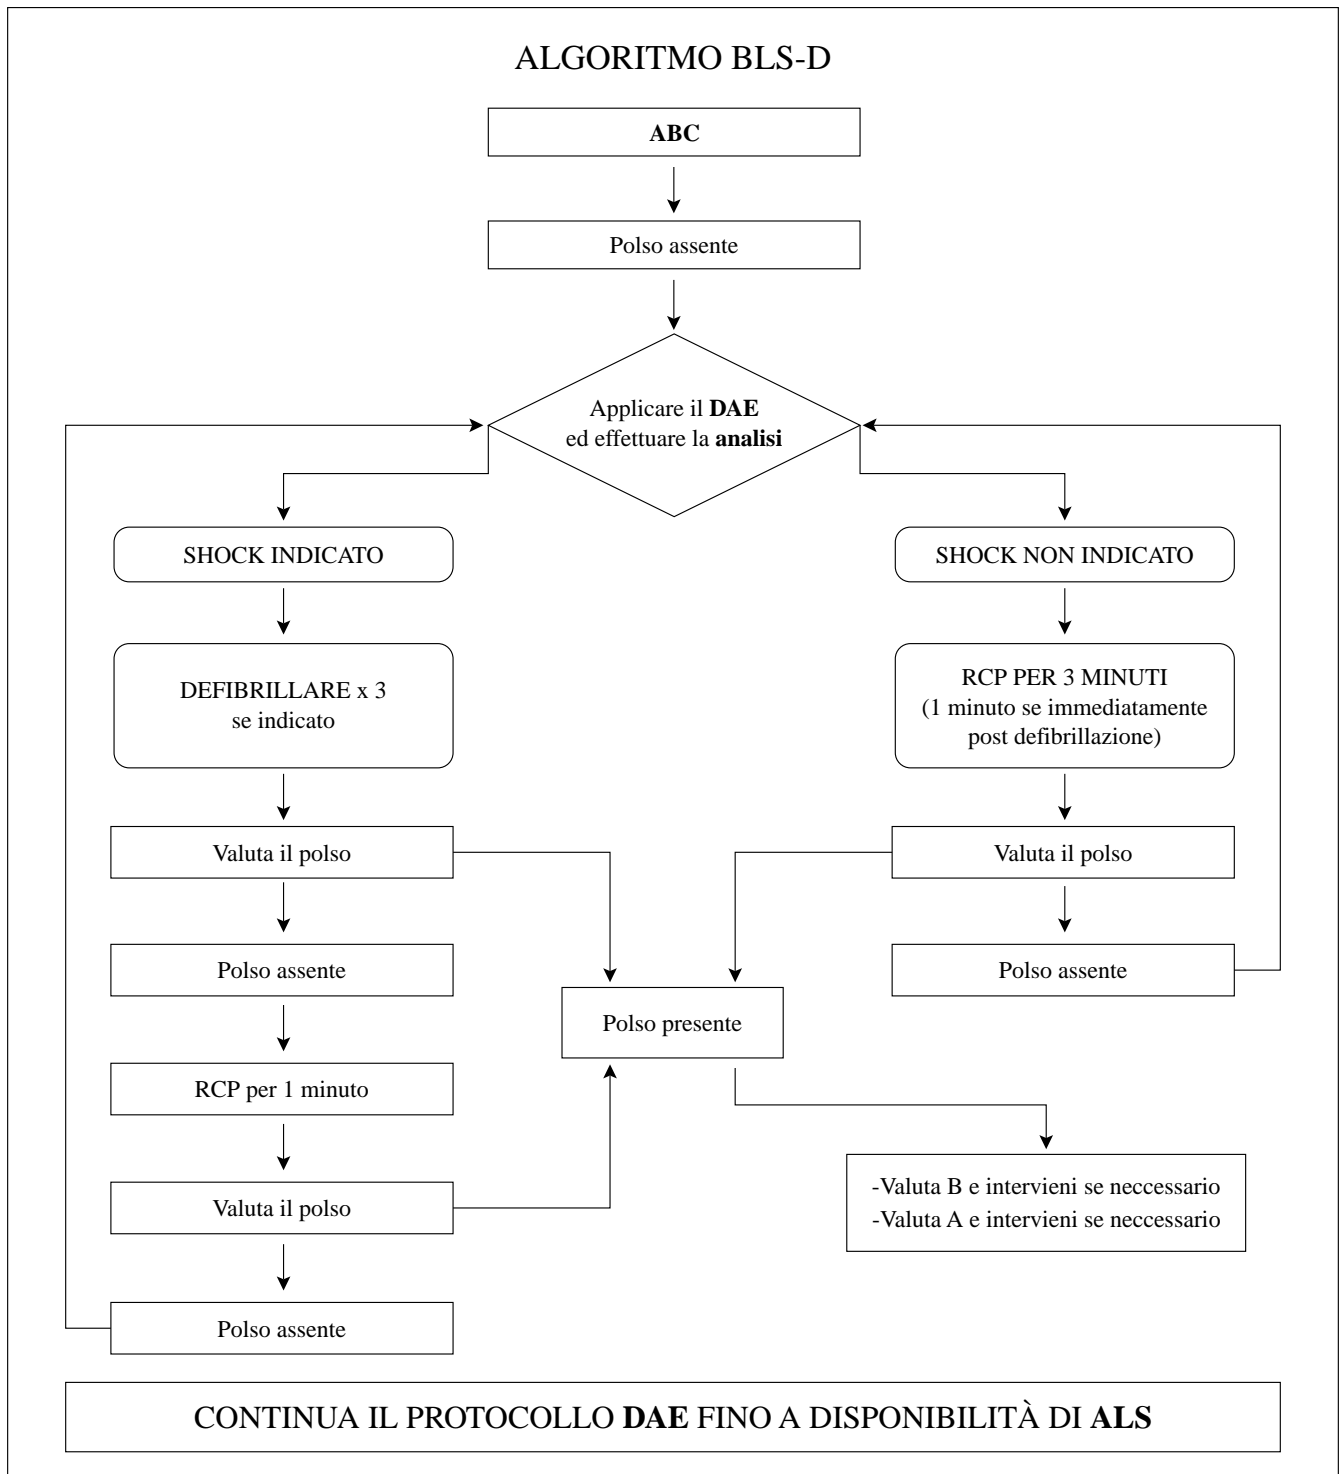 ALGORITMO BLS-D
ABC
Polso assente
Applicare il DAE
ed effettuare la analisi
SHOCK INDICATO
DEFIBRILLARE x 3
se indicato
Valuta il polso
Polso assente
RCP per 1 minuto
Valuta il polso
Polso assente
SHOCK NON INDICATO
RCP PER 3 MINUTI
(1 minuto se immediatamente
post defibrillazione)
Valuta il polso
Polso assente
Polso presente
-Valuta B e intervieni se neccessario
-Valuta A e intervieni se neccessario
CONTINUA IL PROTOCOLLO DAE FINO A DISPONIBILITÀ DI ALS